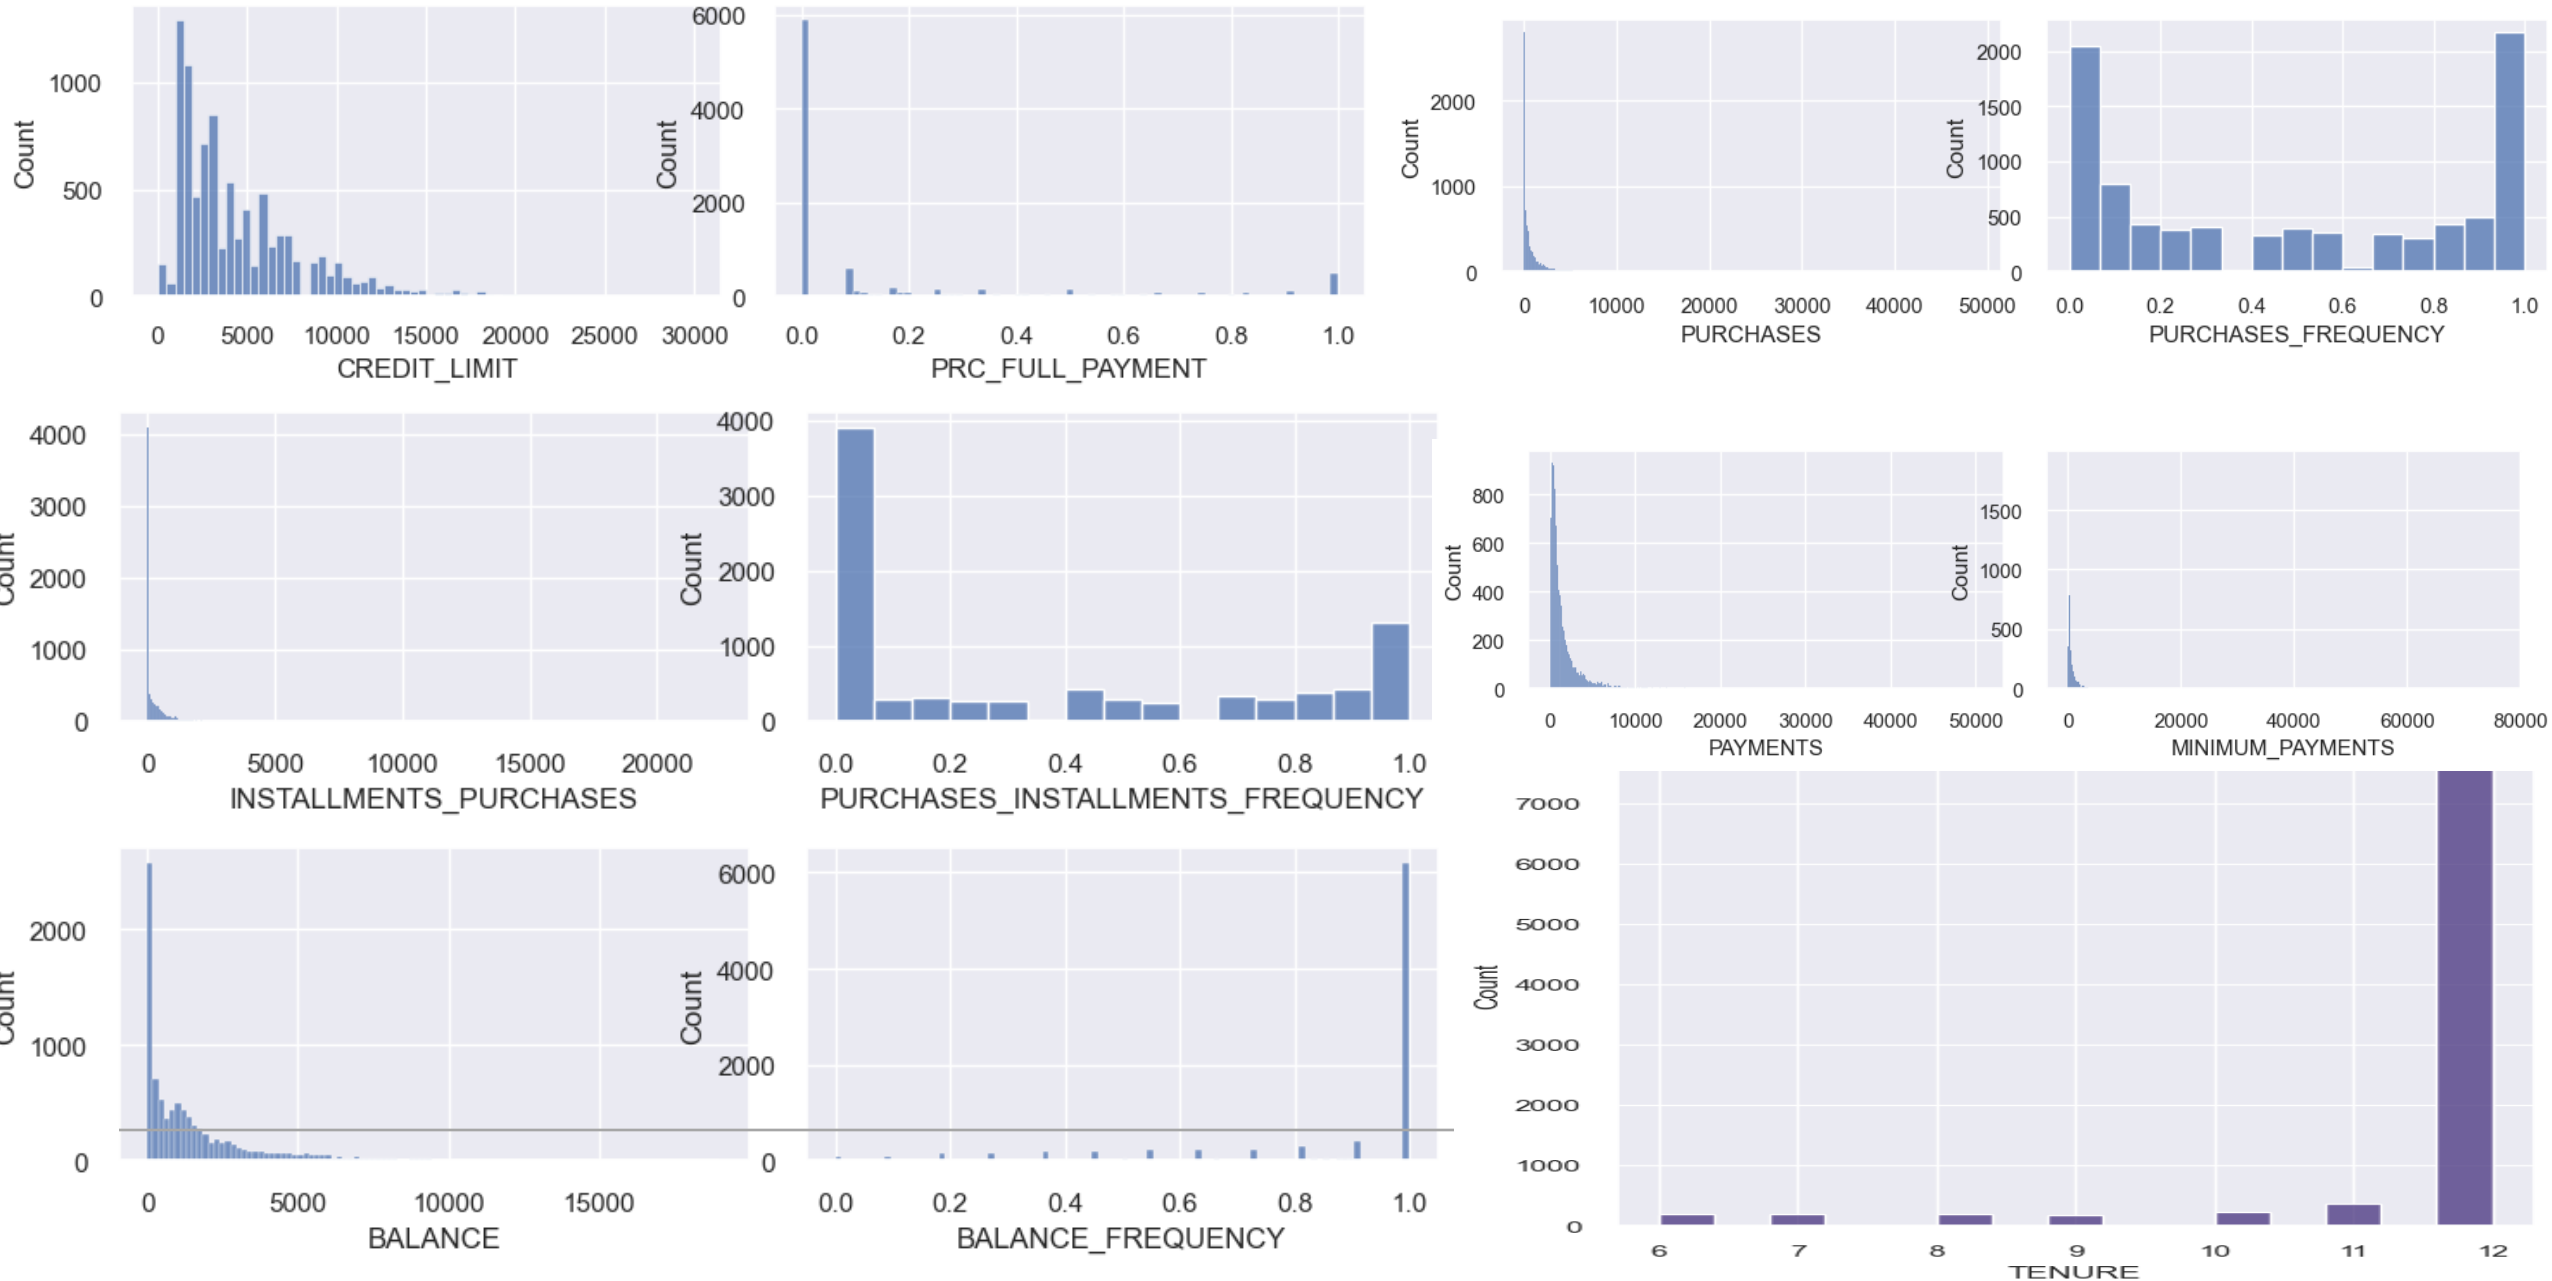 1000
500
0
Count
0 5000 10000 15000 20000 25000 30000
CREDIT_LIMIT
6000
4000
2000
0
Count
0.0 0.2 0.4 0.6 0.8 1.0
PRC_FULL_PAYMENT
2000
1000
0
Count
0 10000 20000 30000 40000 50000
PURCHASES
2000
1500
1000
500
0
Count
0.0 0.2 0.4 0.6 0.8 1.0
PURCHASES_FREQUENCY
4000
3000
2000
1000
0
Count
0 5000 10000 15000 20000
INSTALLMENTS_PURCHASES
4000
3000
2000
1000
0
Count
0.0 0.2 0.4 0.6 0.8 1.0
PURCHASES_INSTALLMENTS_FREQUENCY
800
600
400
200
0
Count
0 10000 20000 30000 40000 50000
PAYMENTS
1500
1000
500
0
Count
0 20000 40000 60000 80000
MINIMUM_PAYMENTS
2000
1000
0
Count
0 5000 10000 15000
BALANCE
6000
4000
2000
0
Count
0.0 0.2 0.4 0.6 0.8 1.0
BALANCE_FREQUENCY
7000
6000
5000
4000
3000
2000
1000
0
Count
6 7 8 9 10 11 12
TENURE